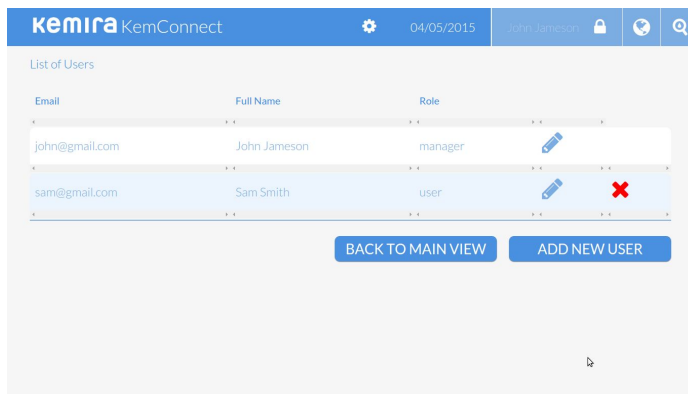 Kemira KemConnect 04/05/2015 John Jameson
List of Users
Email Full Name Role
john@gmail.com John Jameson manager
sam@gmail.com Sam Smith user
BACK TO MAIN VIEW ADD NEW USER